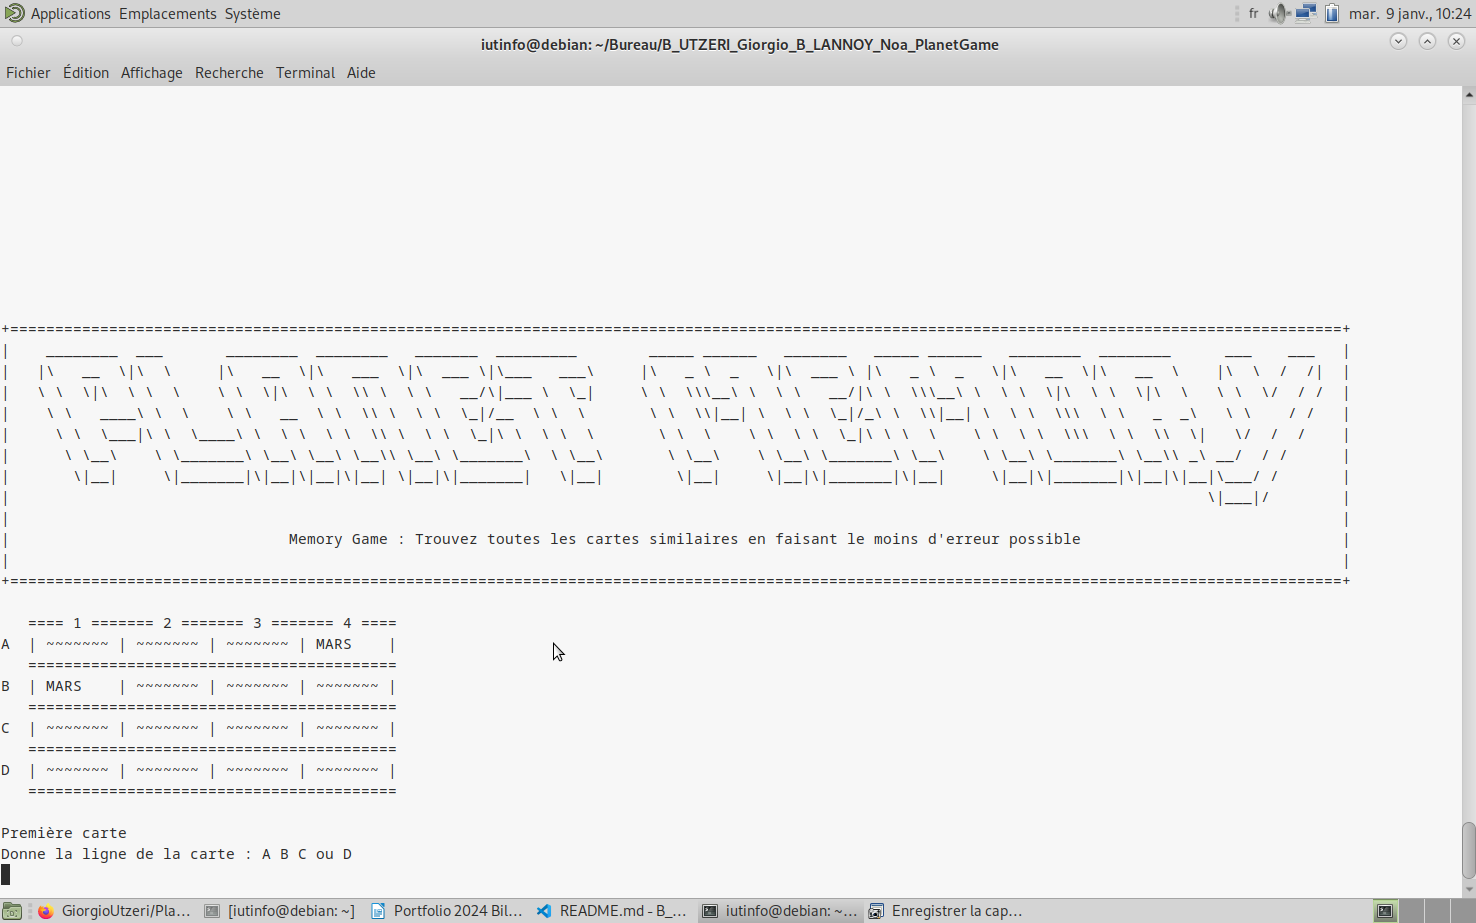 Applications Emplacements Système fr mar. 9 janv., 10:24
iutinfo@debian: ~/Bureau/B_UTZERI_Giorgio_B_LANNOY_Noa_PlanetGame
Fichier Édition Affichage Recherche Terminal Aide
PLANET MEMORY
Memory Game : Trouvez toutes les cartes similaires en faisant le moins d'erreur possible
==== 1 ======= 2 ======= 3 ======= 4 ====
A | ~~~~~~~ | ~~~~~~~ | ~~~~~~~ | MARS |
=========================================
B | MARS | ~~~~~~~ | ~~~~~~~ | ~~~~~~~ |
=========================================
C | ~~~~~~~ | ~~~~~~~ | ~~~~~~~ | ~~~~~~~ |
=========================================
D | ~~~~~~~ | ~~~~~~~ | ~~~~~~~ | ~~~~~~~ |
=========================================
Première carte
Donne la ligne de la carte : A B C ou D
GiorgioUtzeri/Pla... [iutinfo@debian: ~] Portfolio 2024 Bil... README.md - B_... iutinfo@debian: ~... Enregistrer la cap...